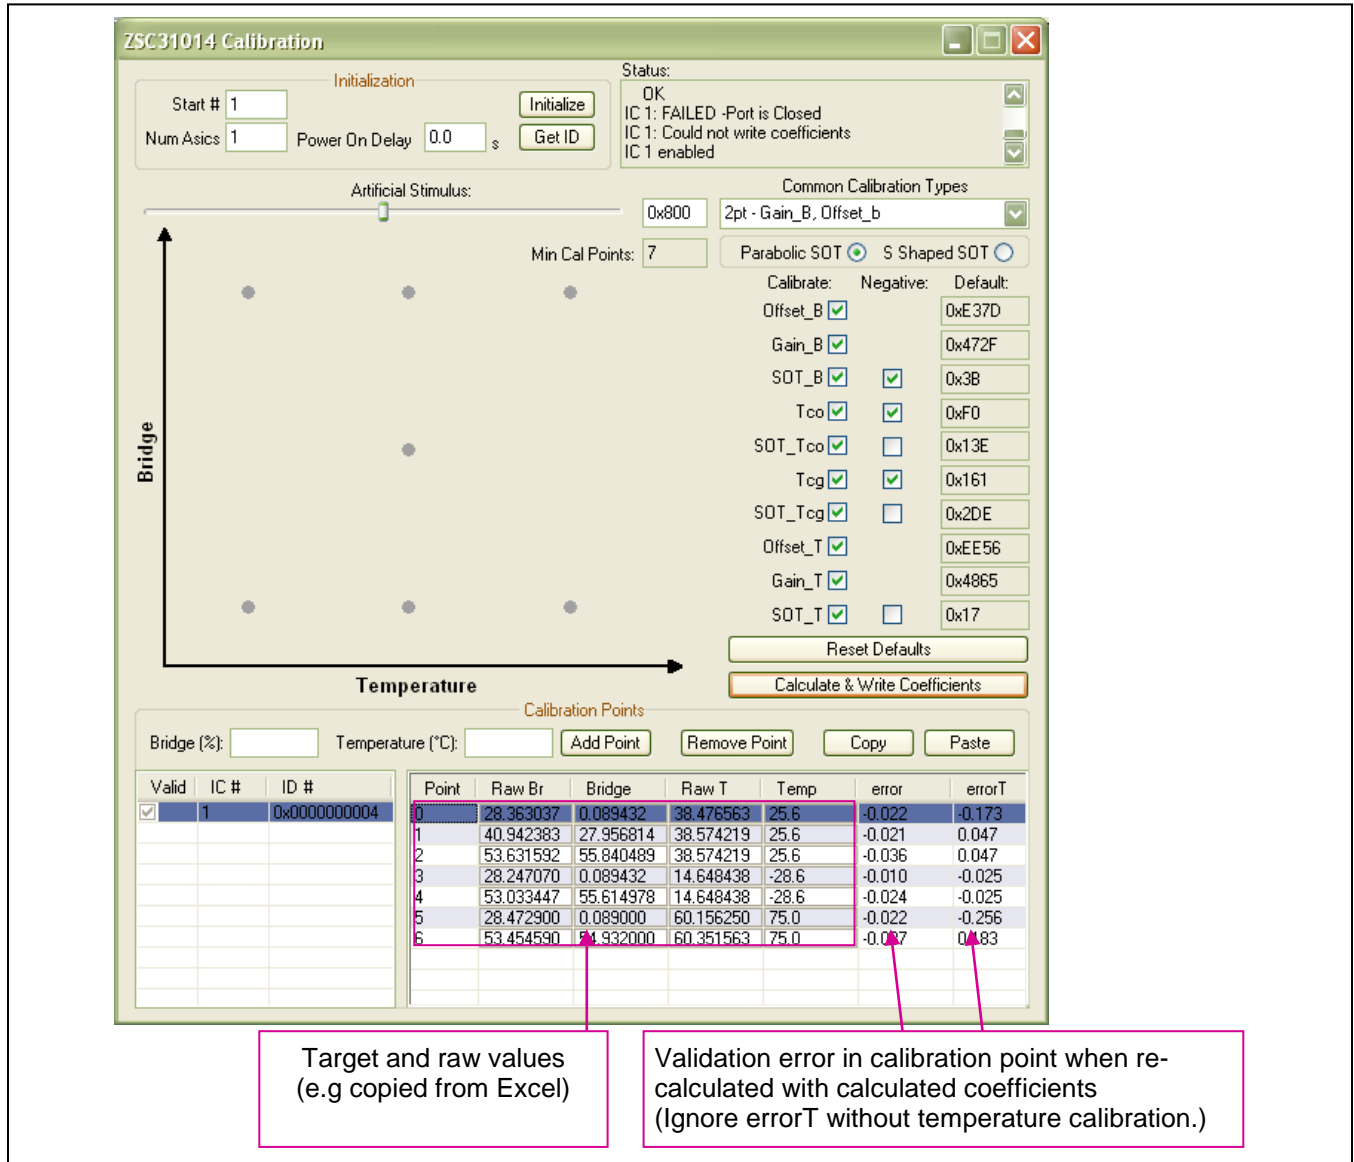 ZSC31014 Calibration
Initialization
Start # 1
Initialize
Num Asics 1 Power On Delay 0.0 s Get ID
Status:
OK
IC 1: FAILED -Port is Closed
IC 1: Could not write coefficients
IC 1 enabled
Artificial Stimulus:
0x800
Common Calibration Types
2pt - Gain_B, Offset_b
Min Cal Points: 7
Parabolic SOT S Shaped SOT
Calibrate: Negative: Default:
Offset_B 0xE37D
Gain_B 0x472F
SOT_B 0x3B
Tco 0xF0
SOT_Tco 0x13E
Tcg 0x161
SOT_Tcg 0x2DE
Offset_T 0xEE56
Gain_T 0x4865
SOT_T 0x17
Bridge
Temperature
Reset Defaults
Calculate & Write Coefficients
Calibration Points
Bridge (%): Temperature (°C): Add Point Remove Point Copy Paste
Valid IC # ID #
1 0x0000000004
Point Raw Br Bridge Raw T Temp error errorT
0 28.363037 0.089432 38.476563 25.6 -0.022 -0.173
1 40.942383 27.956814 38.574219 25.6 -0.021 0.047
2 53.631592 55.840489 38.574219 25.6 -0.036 0.047
3 28.247070 0.089432 14.648438 -28.6 -0.010 -0.025
4 53.033447 55.614978 14.648438 -28.6 -0.024 -0.025
5 28.472900 0.089000 60.156250 75.0 -0.022 -0.256
6 53.454590 54.932000 60.351563 75.0
Target and raw values
(e.g copied from Excel)
Validation error in calibration point when re-
calculated with calculated coefficients
(Ignore errorT without temperature calibration.)